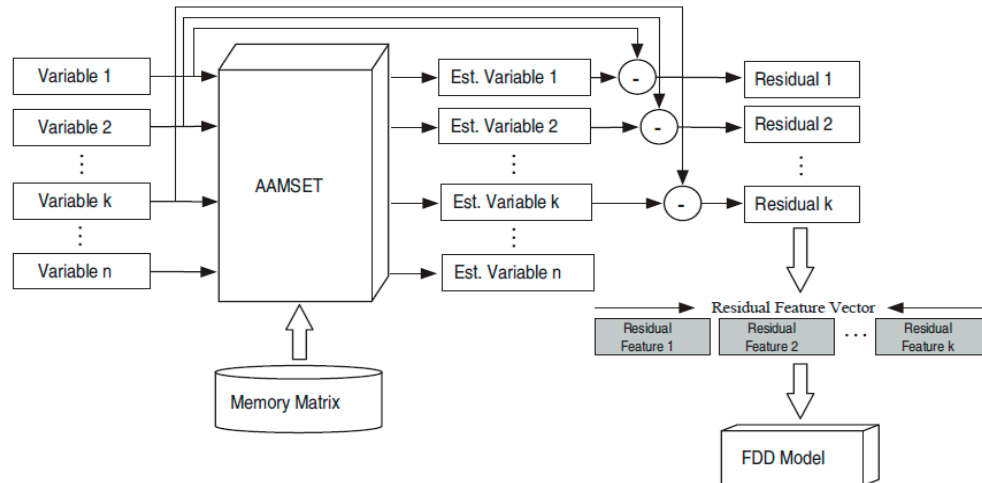 Variable 1
Variable 2
⋮
Variable k
⋮
Variable n
AAMSET
Memory Matrix
Est. Variable 1
Est. Variable 2
⋮
Est. Variable k
⋮
Est. Variable n
-
-
-
Residual 1
Residual 2
⋮
Residual k
Residual Feature Vector
Residual
Feature 1
Residual
Feature 2
...
Residual
Feature k
FDD Model